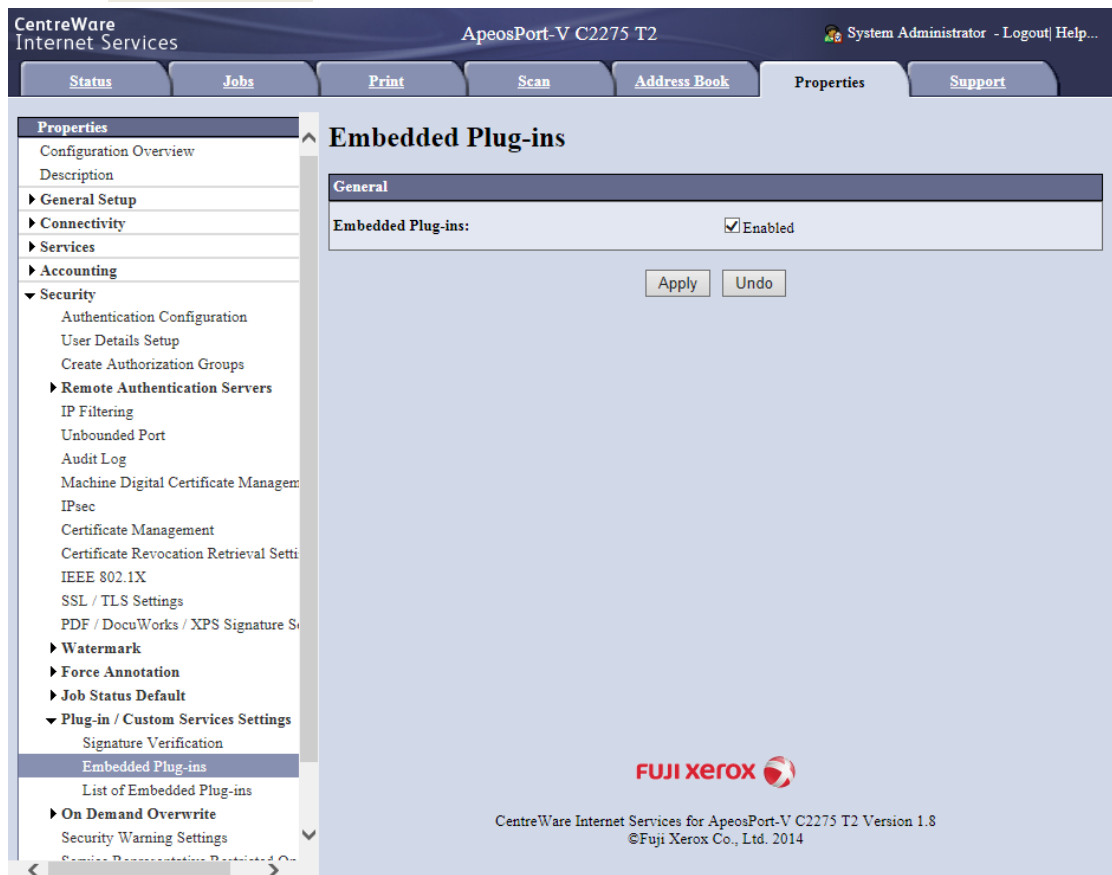 CentreWare
Internet Services
ApeosPort-V C2275 T2
System Administrator - Logout| Help...
Status
Jobs
Print
Scan
Address Book
Properties
Support
Properties
Configuration Overview
Description
General Setup
Connectivity
Services
Accounting
Security
Authentication Configuration
User Details Setup
Create Authorization Groups
Remote Authentication Servers
IP Filtering
Unbounded Port
Audit Log
Machine Digital Certificate Managem
IPsec
Certificate Management
Certificate Revocation Retrieval Setti
IEEE 802.1X
SSL / TLS Settings
PDF / DocuWorks / XPS Signature S
Watermark
Force Annotation
Job Status Default
Plug-in / Custom Services Settings
Signature Verification
Embedded Plug-ins
List of Embedded Plug-ins
On Demand Overwrite
Security Warning Settings
Embedded Plug-ins
General
Embedded Plug-ins:
Enabled
Apply
Undo
FUJI xerox
CentreWare Internet Services for ApeosPort-V C2275 T2 Version 1.8
©Fuji Xerox Co., Ltd. 2014